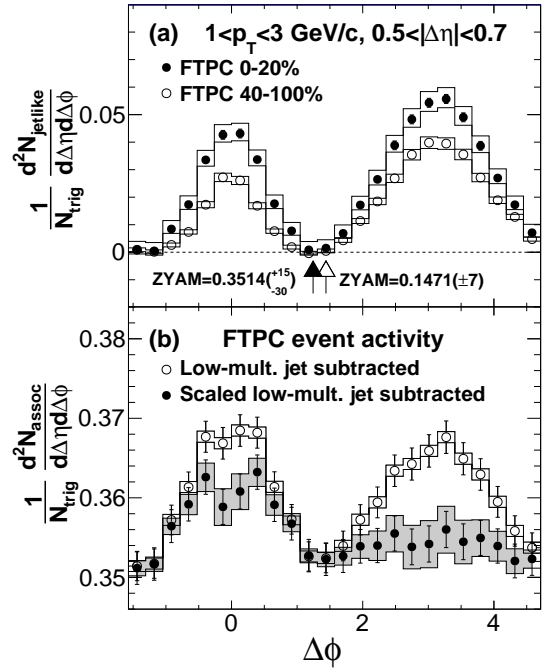 (a) 1<p_T<3 GeV/c, 0.5<|Δη|<0.7
● FTPC 0-20%
○ FTPC 40-100%
1/N_trig d²N_jetlike/dΔηdΔϕ
0.05
0
ZYAM=0.3514(+15 -30)
ZYAM=0.1471(±7)
(b) FTPC event activity
○ Low-mult. jet subtracted
● Scaled low-mult. jet subtracted
1/N_trig d²N_assoc/dΔηdΔϕ
0.38
0.37
0.36
0.35
0 2 4
Δϕ